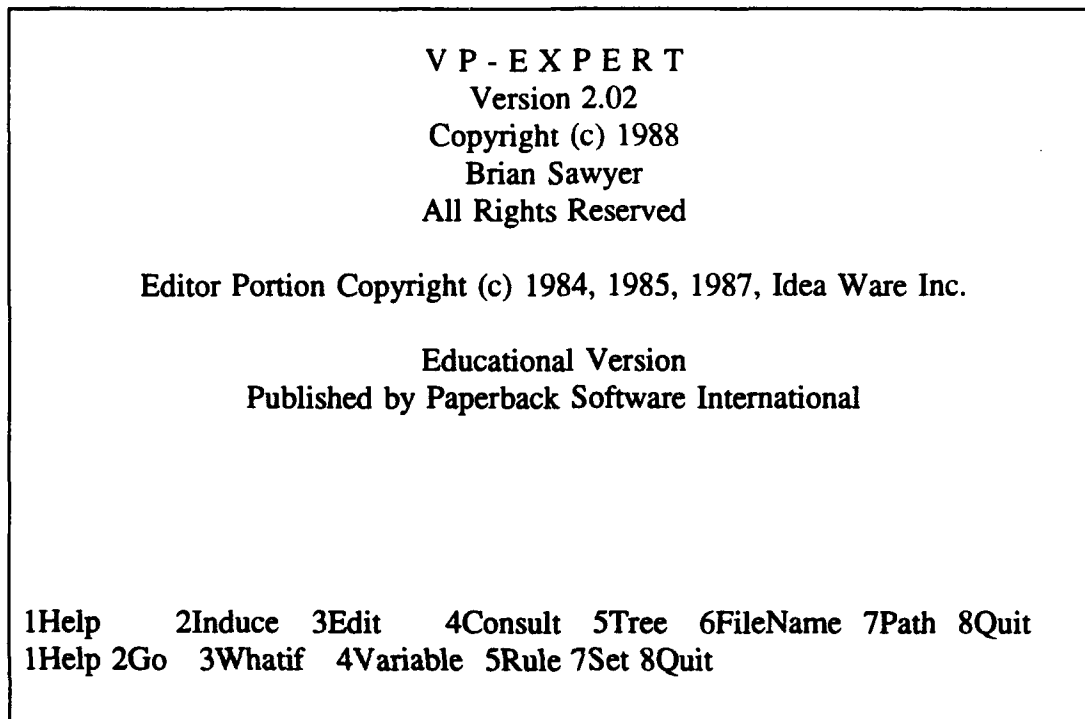 V P - E X P E R T
Version 2.02
Copyright (c) 1988
Brian Sawyer
All Rights Reserved
Editor Portion Copyright (c) 1984, 1985, 1987, Idea Ware Inc.
Educational Version
Published by Paperback Software International
1Help 2Induce 3Edit 4Consult 5Tree 6FileName 7Path 8Quit
1Help 2Go 3Whatif 4Variable 5Rule 7Set 8Quit